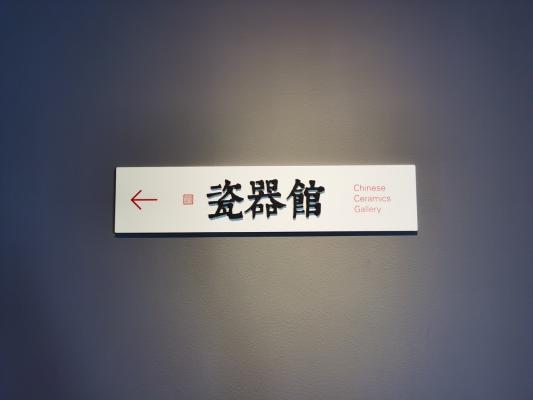 瓷器館
Chinese
Ceramics
Gallery